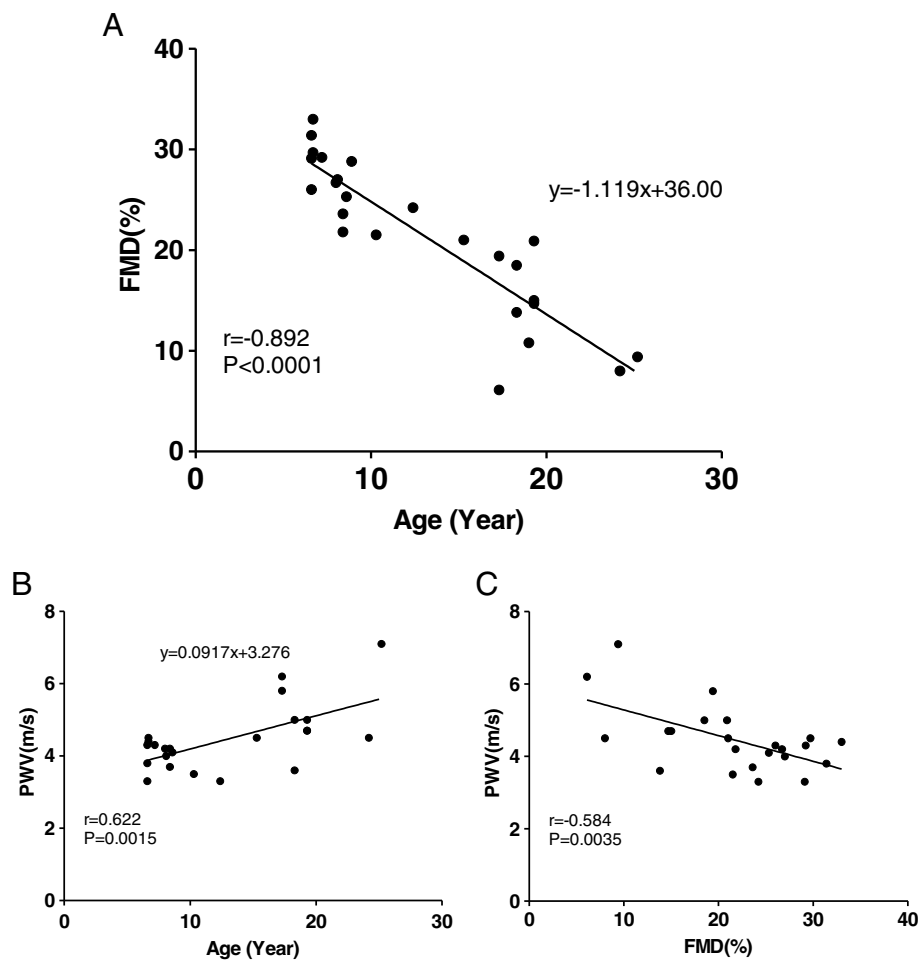 A
40
30
20
10
0
FMD(%)
y=-1.119x+36.00
r=-0.892
P<0.0001
0 10 20 30
Age (Year)
B
8
6
4
2
0
PWV(m/s)
y=0.0917x+3.276
r=0.622
P=0.0015
0 10 20 30
Age (Year)
C
8
6
4
2
0
PWV(m/s)
r=-0.584
P=0.0035
0 10 20 30 40
FMD(%)